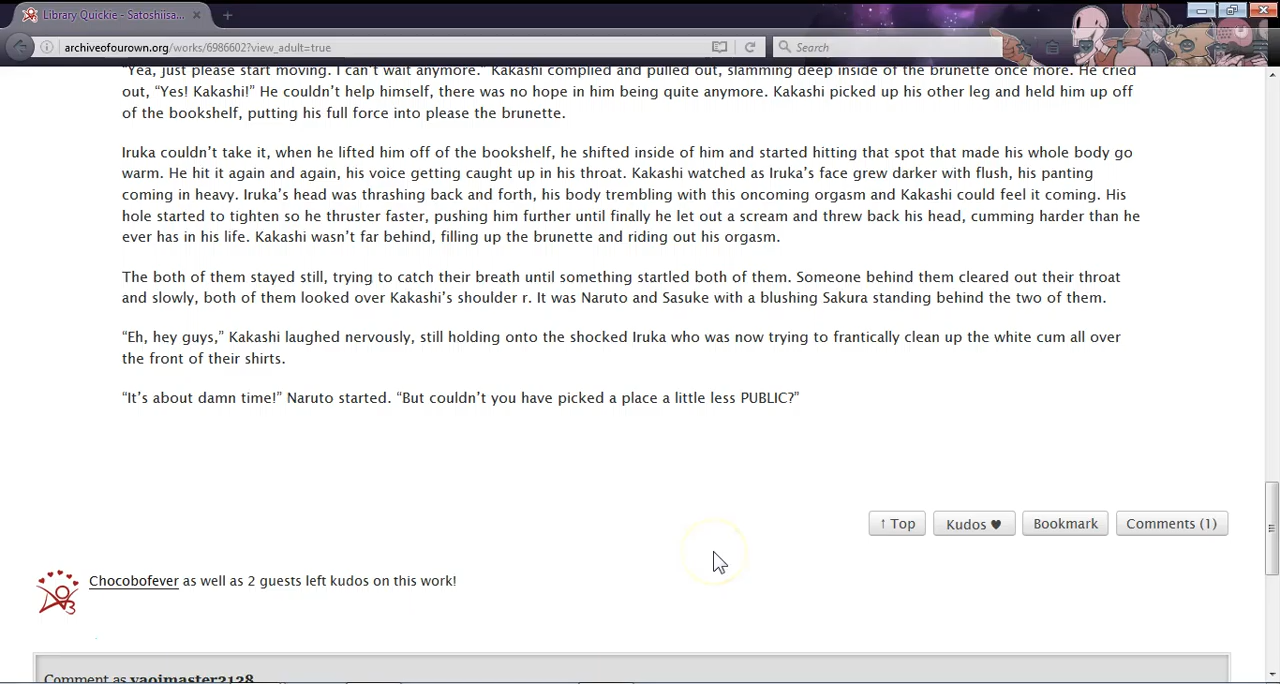 Library Quickie - Satoshiisa...
archiveofourown.org/works/6986602?view_adult=true
Search
“Yea, just please start moving. I can’t wait anymore.” Kakashi complied and pulled out, slamming deep inside of the brunette once more. He cried
out, “Yes! Kakashi!” He couldn’t help himself, there was no hope in him being quite anymore. Kakashi picked up his other leg and held him up off
of the bookshelf, putting his full force into please the brunette.
Iruka couldn’t take it, when he lifted him off of the bookshelf, he shifted inside of him and started hitting that spot that made his whole body go
warm. He hit it again and again, his voice getting caught up in his throat. Kakashi watched as Iruka’s face grew darker with flush, his panting
coming in heavy. Iruka’s head was thrashing back and forth, his body trembling with this oncoming orgasm and Kakashi could feel it coming. His
hole started to tighten so he thruster faster, pushing him further until finally he let out a scream and threw back his head, cumming harder than he
ever has in his life. Kakashi wasn’t far behind, filling up the brunette and riding out his orgasm.
The both of them stayed still, trying to catch their breath until something startled both of them. Someone behind them cleared out their throat
and slowly, both of them looked over Kakashi’s shoulder r. It was Naruto and Sasuke with a blushing Sakura standing behind the two of them.
“Eh, hey guys,” Kakashi laughed nervously, still holding onto the shocked Iruka who was now trying to frantically clean up the white cum all over
the front of their shirts.
“It’s about damn time!” Naruto started. “But couldn’t you have picked a place a little less PUBLIC?”
↑ Top
Kudos ♥
Bookmark
Comments (1)
Chocobofever as well as 2 guests left kudos on this work!
Comment as yaoimaster2128